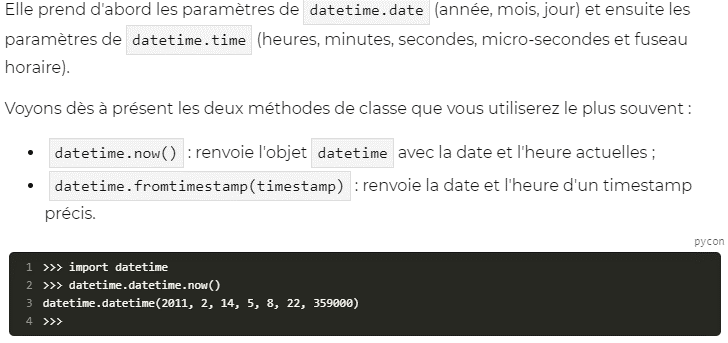 Elle prend d'abord les paramètres de datetime.date (année, mois, jour) et ensuite les
paramètres de datetime.time (heures, minutes, secondes, micro-secondes et fuseau
horaire).
Voyons dès à présent les deux méthodes de classe que vous utiliserez le plus souvent :
• datetime.now() : renvoie l'objet datetime avec la date et l'heure actuelles ;
• datetime.fromtimestamp(timestamp) : renvoie la date et l'heure d'un timestamp
précis.
pycon
1 >>> import datetime
2 >>> datetime.datetime.now()
3 datetime.datetime(2011, 2, 14, 5, 8, 22, 359000)
4 >>>